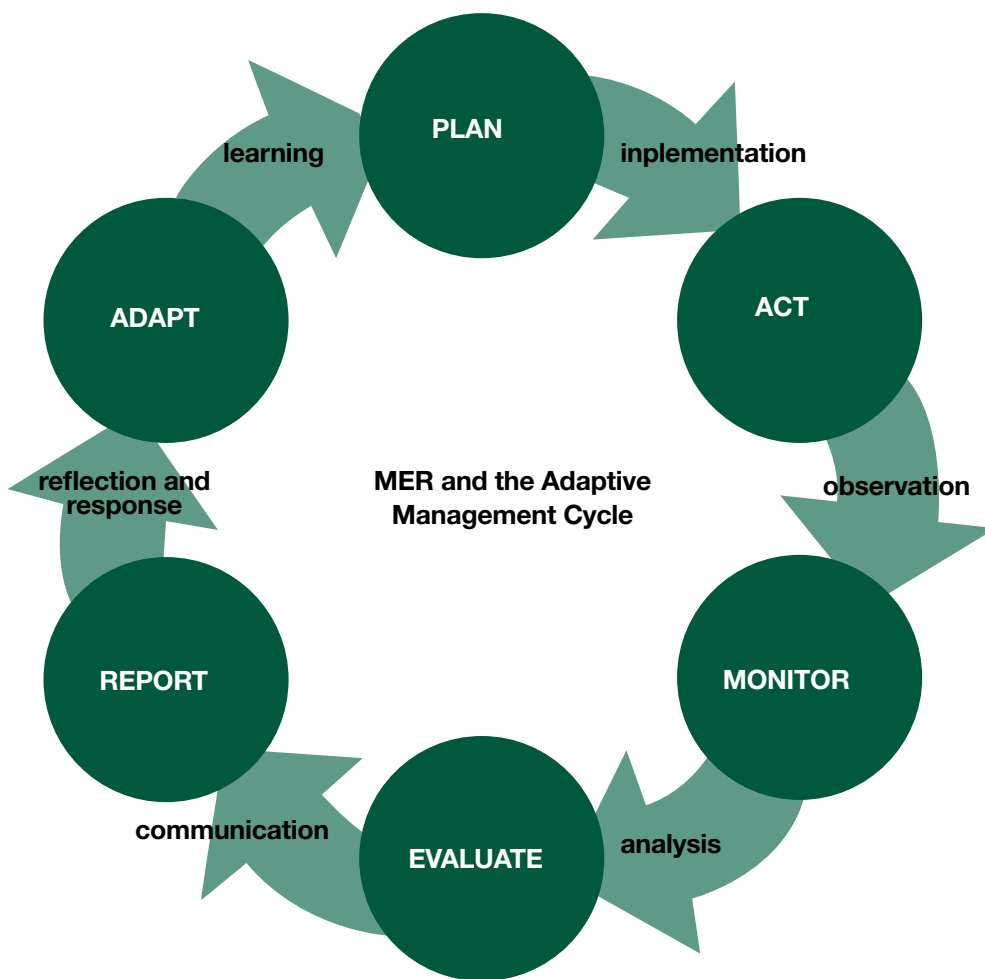 PLAN
learning
inplementation
ADAPT
ACT
MER and the Adaptive
Management Cycle
reflection and
response
observation
REPORT
MONITOR
communication
EVALUATE
analysis